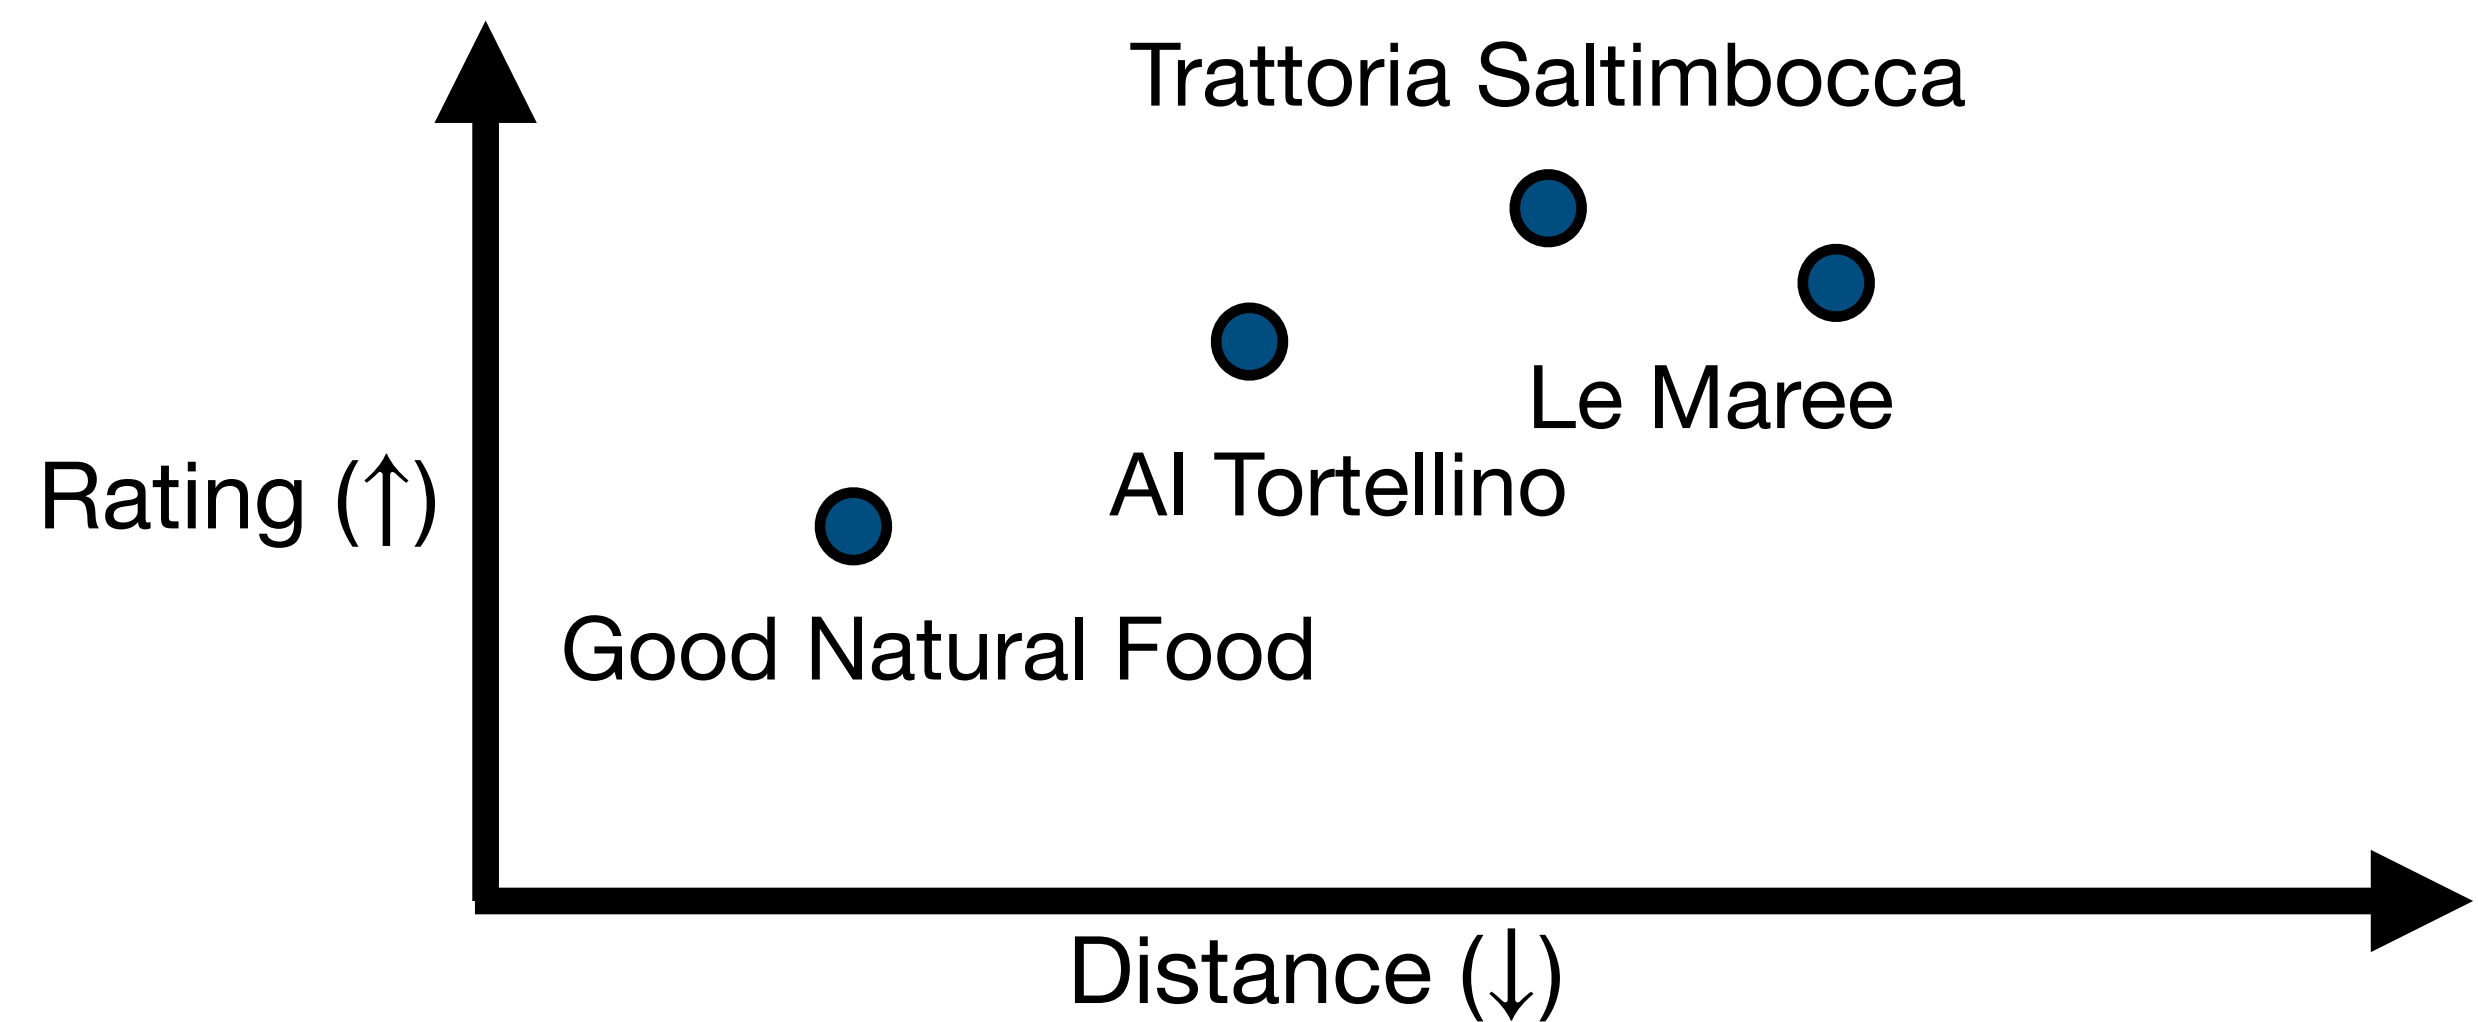 Trattoria Saltimbocca
Le Maree
Al Tortellino
Rating (↑)
Good Natural Food
Distance (↓)